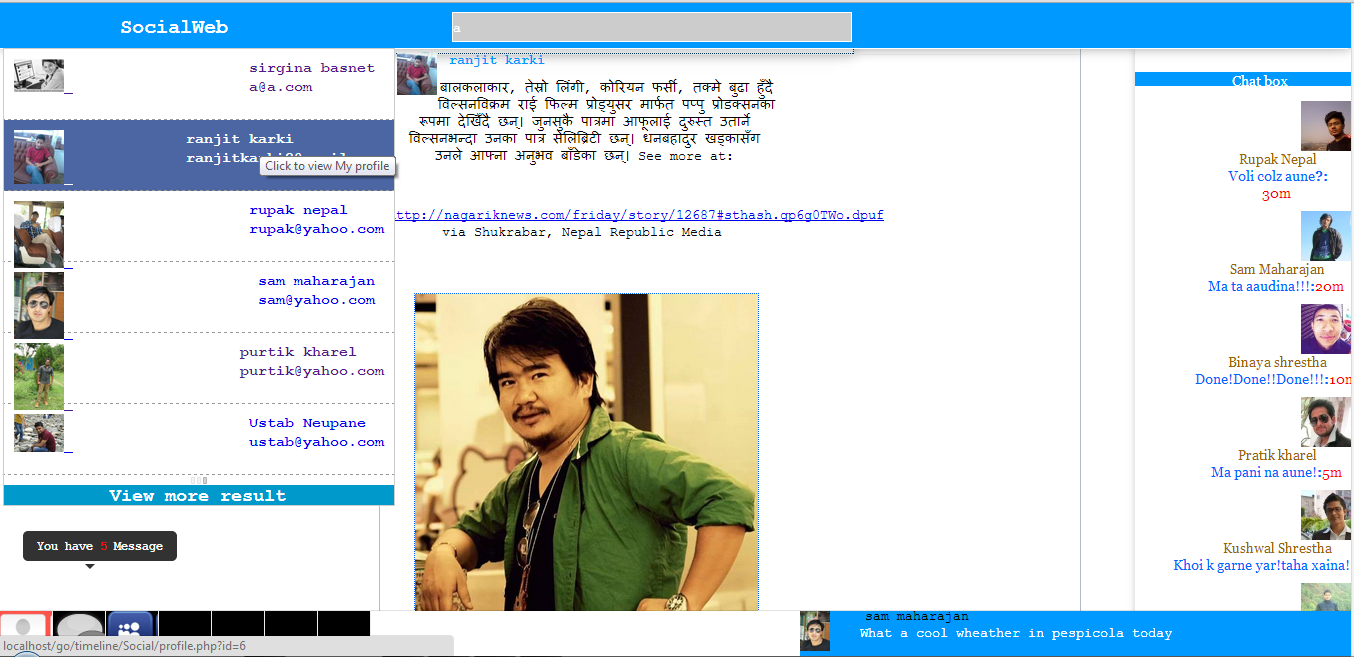 SocialWeb
a
sirgina basnet
a@a.com
ranjit karki
Click to view My profile
rupak nepal
rupak@yahoo.com
sam maharajan
sam@yahoo.com
purtik kharel
purtik@yahoo.com
Ustab Neupane
ustab@yahoo.com
View more result
You have 5 Message
ranjit karki
बालकलाकार, तेस्रो लिंगी, कोरियन फर्सी, तक्मे बुढा हुँदै
विल्सनविक्रम राई फिल्म प्रोड्युसर मार्फत पप्पु प्रोडक्सनका
रूपमा देखिँदै छन्। जुनसुकै पात्रमा आफूलाई दुरुस्त उतार्ने
विल्सनभन्दा उनका पात्र सेलिब्रिटी छन्। धनबहादुर खड्कासँग
उनले आफ्ना अनुभव बाँडेका छन्। See more at:
ttp://nagariknews.com/friday/story/12687#sthash.qp6g0TWo.dpuf
via Shukrabar, Nepal Republic Media
Chat box
Rupak Nepal
Voli colz aune?:
30m
Sam Maharajan
Ma ta aaudina!!!:20m
Binaya shrestha
Done!Done!!Done!!!:10m
Pratik kharel
Ma pani na aune!:5m
Kushwal Shrestha
Khoi k garne yar!taha xaina!
sam maharajan
What a cool wheather in pespicola today
localhost/go/timeline/Social/profile.php?id=6